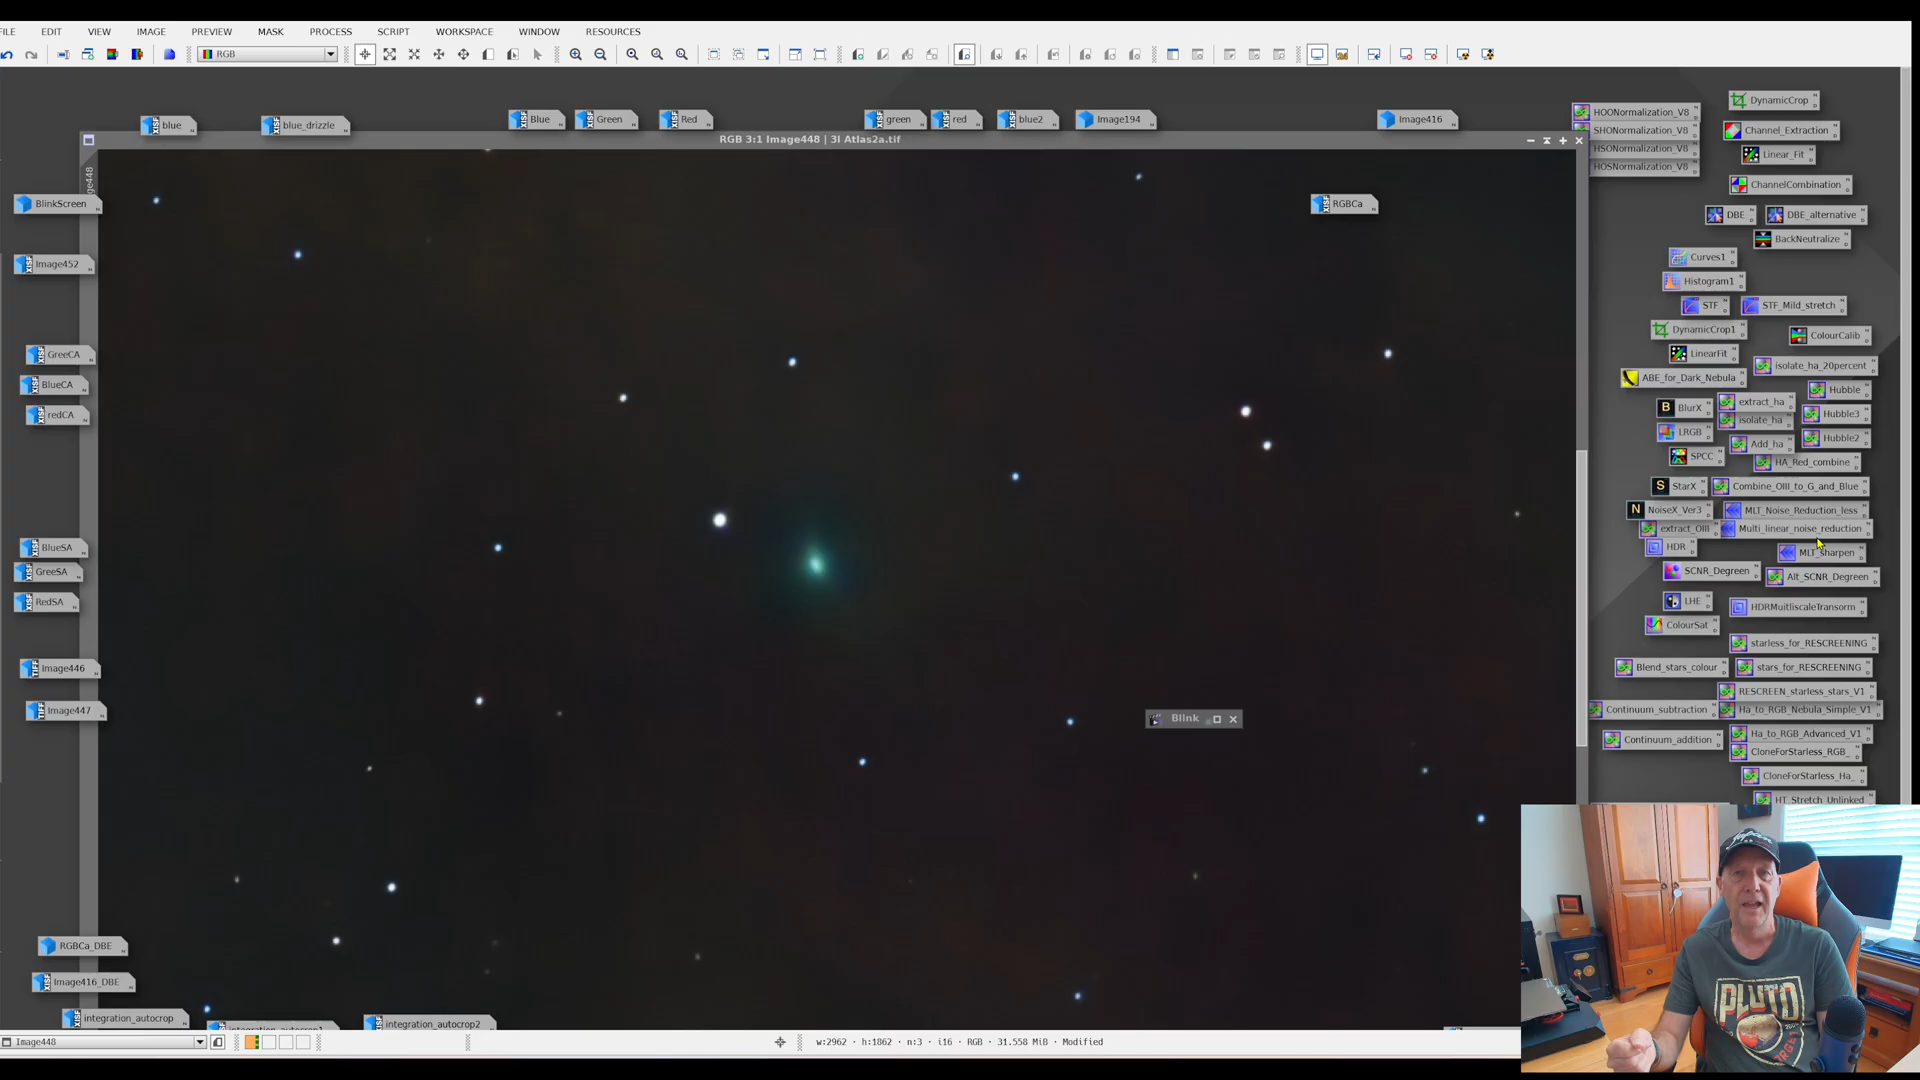 FILE EDIT VIEW IMAGE PREVIEW MASK PROCESS SCRIPT WORKSPACE WINDOW RESOURCES
RGB
blue
blue_drizzle
Blue
Green
Red
green
red
blue2
Image194
Image416
RGB 3:1 Image448 | 3I Atlas2a.tif
BlinkScreen
Image452
GreeCA
BlueCA
redCA
BlueSA
GreeSA
RedSA
Image446
Image447
RGBCa_DBE
Image416_DBE
integration_autocrop
integration_autocrop1
integration_autocrop2
RGBCa
Blink
HOONormalization_V8
SHONormalization_V8
HSONormalization_V8
HOSNormalization_V8
DynamicCrop
Channel_Extraction
Linear_Fit
ChannelCombination
DBE
DBE_alternative
BackNeutralize
Curves1
Histogram1
STF
STF_Mild_stretch
DynamicCrop1
ColourCalib
LinearFit
isolate_ha_20percent
ABE_for_Dark_Nebula
Hubble
BlurX
extract_ha
Hubble3
isolate_ha
LRGB
Add_ha
Hubble2
SPCC
HA_Red_combine
StarX
Combine_OIII_to_G_and_Blue
NoiseX_Ver3
MLT_Noise_Reduction_less
extract_OIII
Multi_linear_noise_reduction
HDR
MLT_sharpen
SCNR_Degreen
Alt_SCNR_Degreen
LHE
HDRMuitliscaleTransorm
ColourSat
starless_for_RESCREENING
Blend_stars_colour
stars_for_RESCREENING
RESCREEN_starless_stars_V1
Continuum_subtraction
Ha_to_RGB_Nebula_Simple_V1
Continuum_addition
Ha_to_RGB_Advanced_V1
CloneForStarless_RGB_
CloneForStarless_Ha_
HT_Stretch_Unlinked
PLUTO
Image448
w:2962 · h:1862 · n:3 · i16 · RGB · 31.558 MiB · Modified